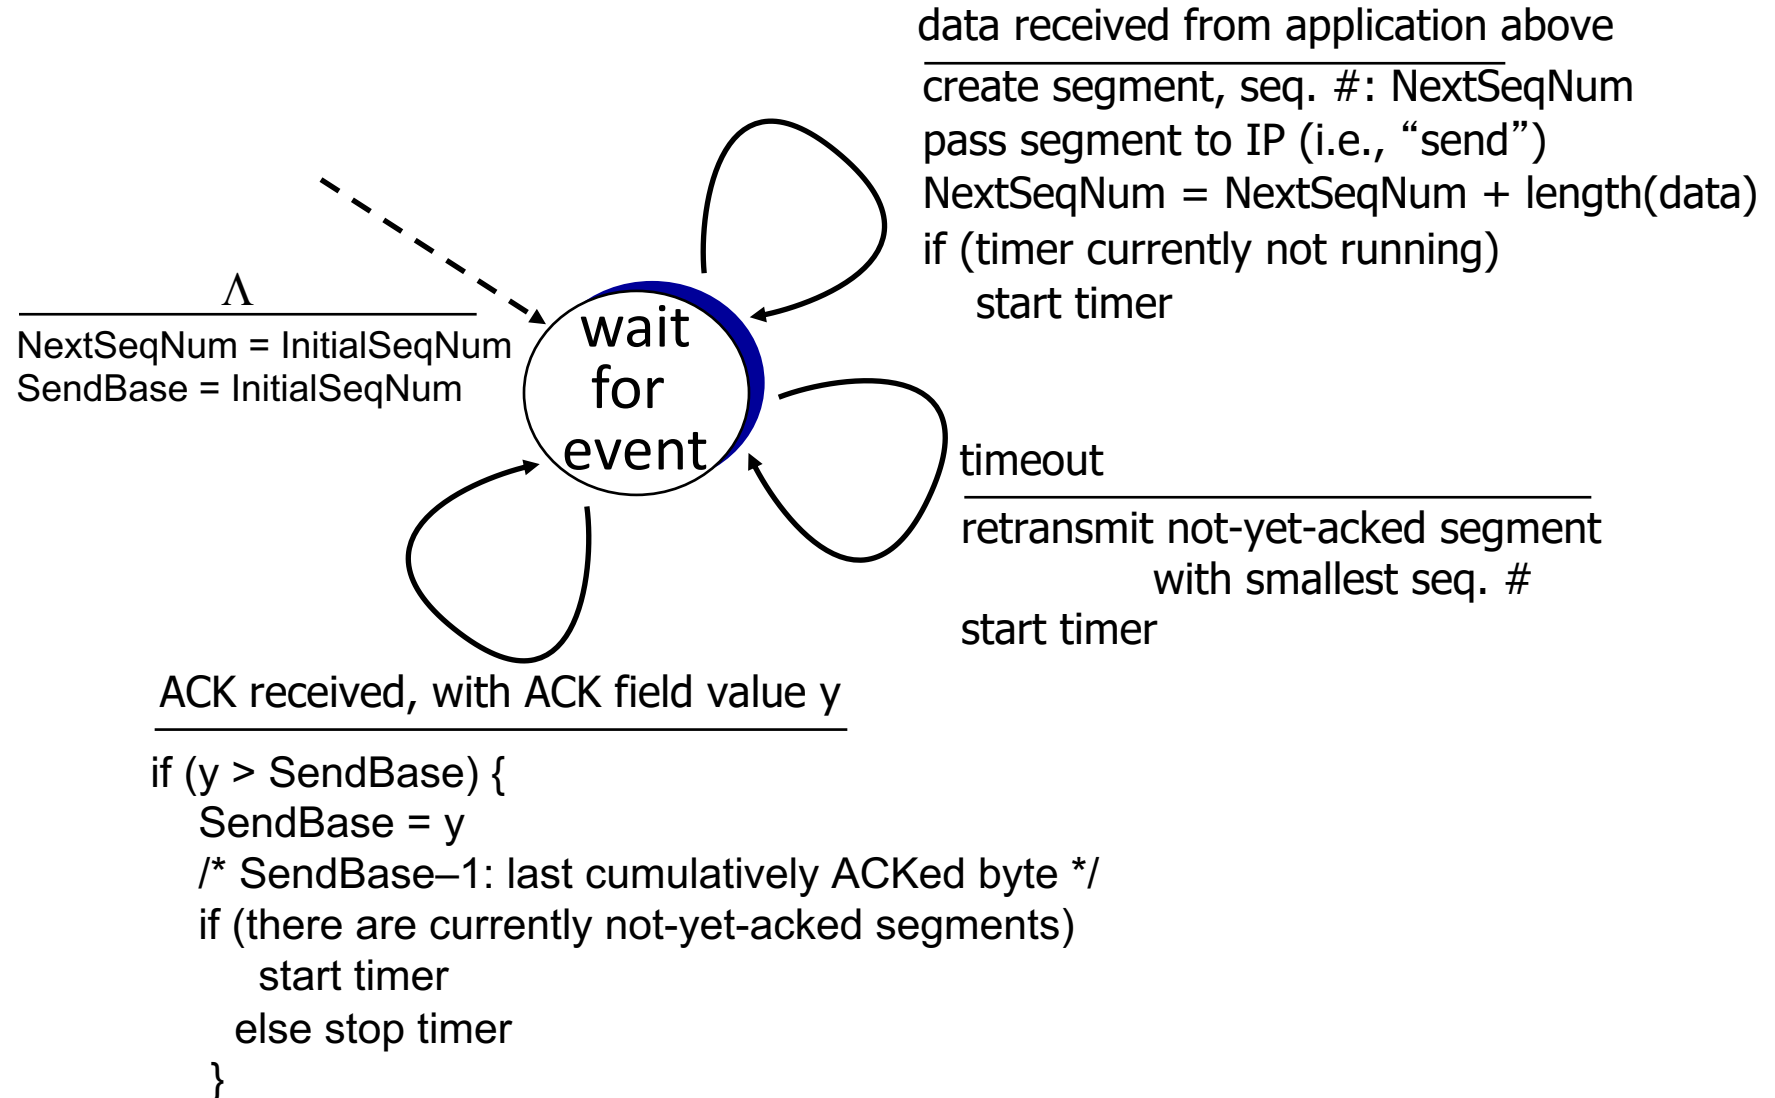 data received from application above
create segment, seq. #: NextSeqNum
pass segment to IP (i.e., “send”)
NextSeqNum = NextSeqNum + length(data)
if (timer currently not running)
start timer
Λ
NextSeqNum = InitialSeqNum
SendBase = InitialSeqNum
wait
for
event
timeout
retransmit not-yet-acked segment
with smallest seq. #
start timer
ACK received, with ACK field value y
if (y > SendBase) {
SendBase = y
/* SendBase–1: last cumulatively ACKed byte */
if (there are currently not-yet-acked segments)
start timer
else stop timer
}